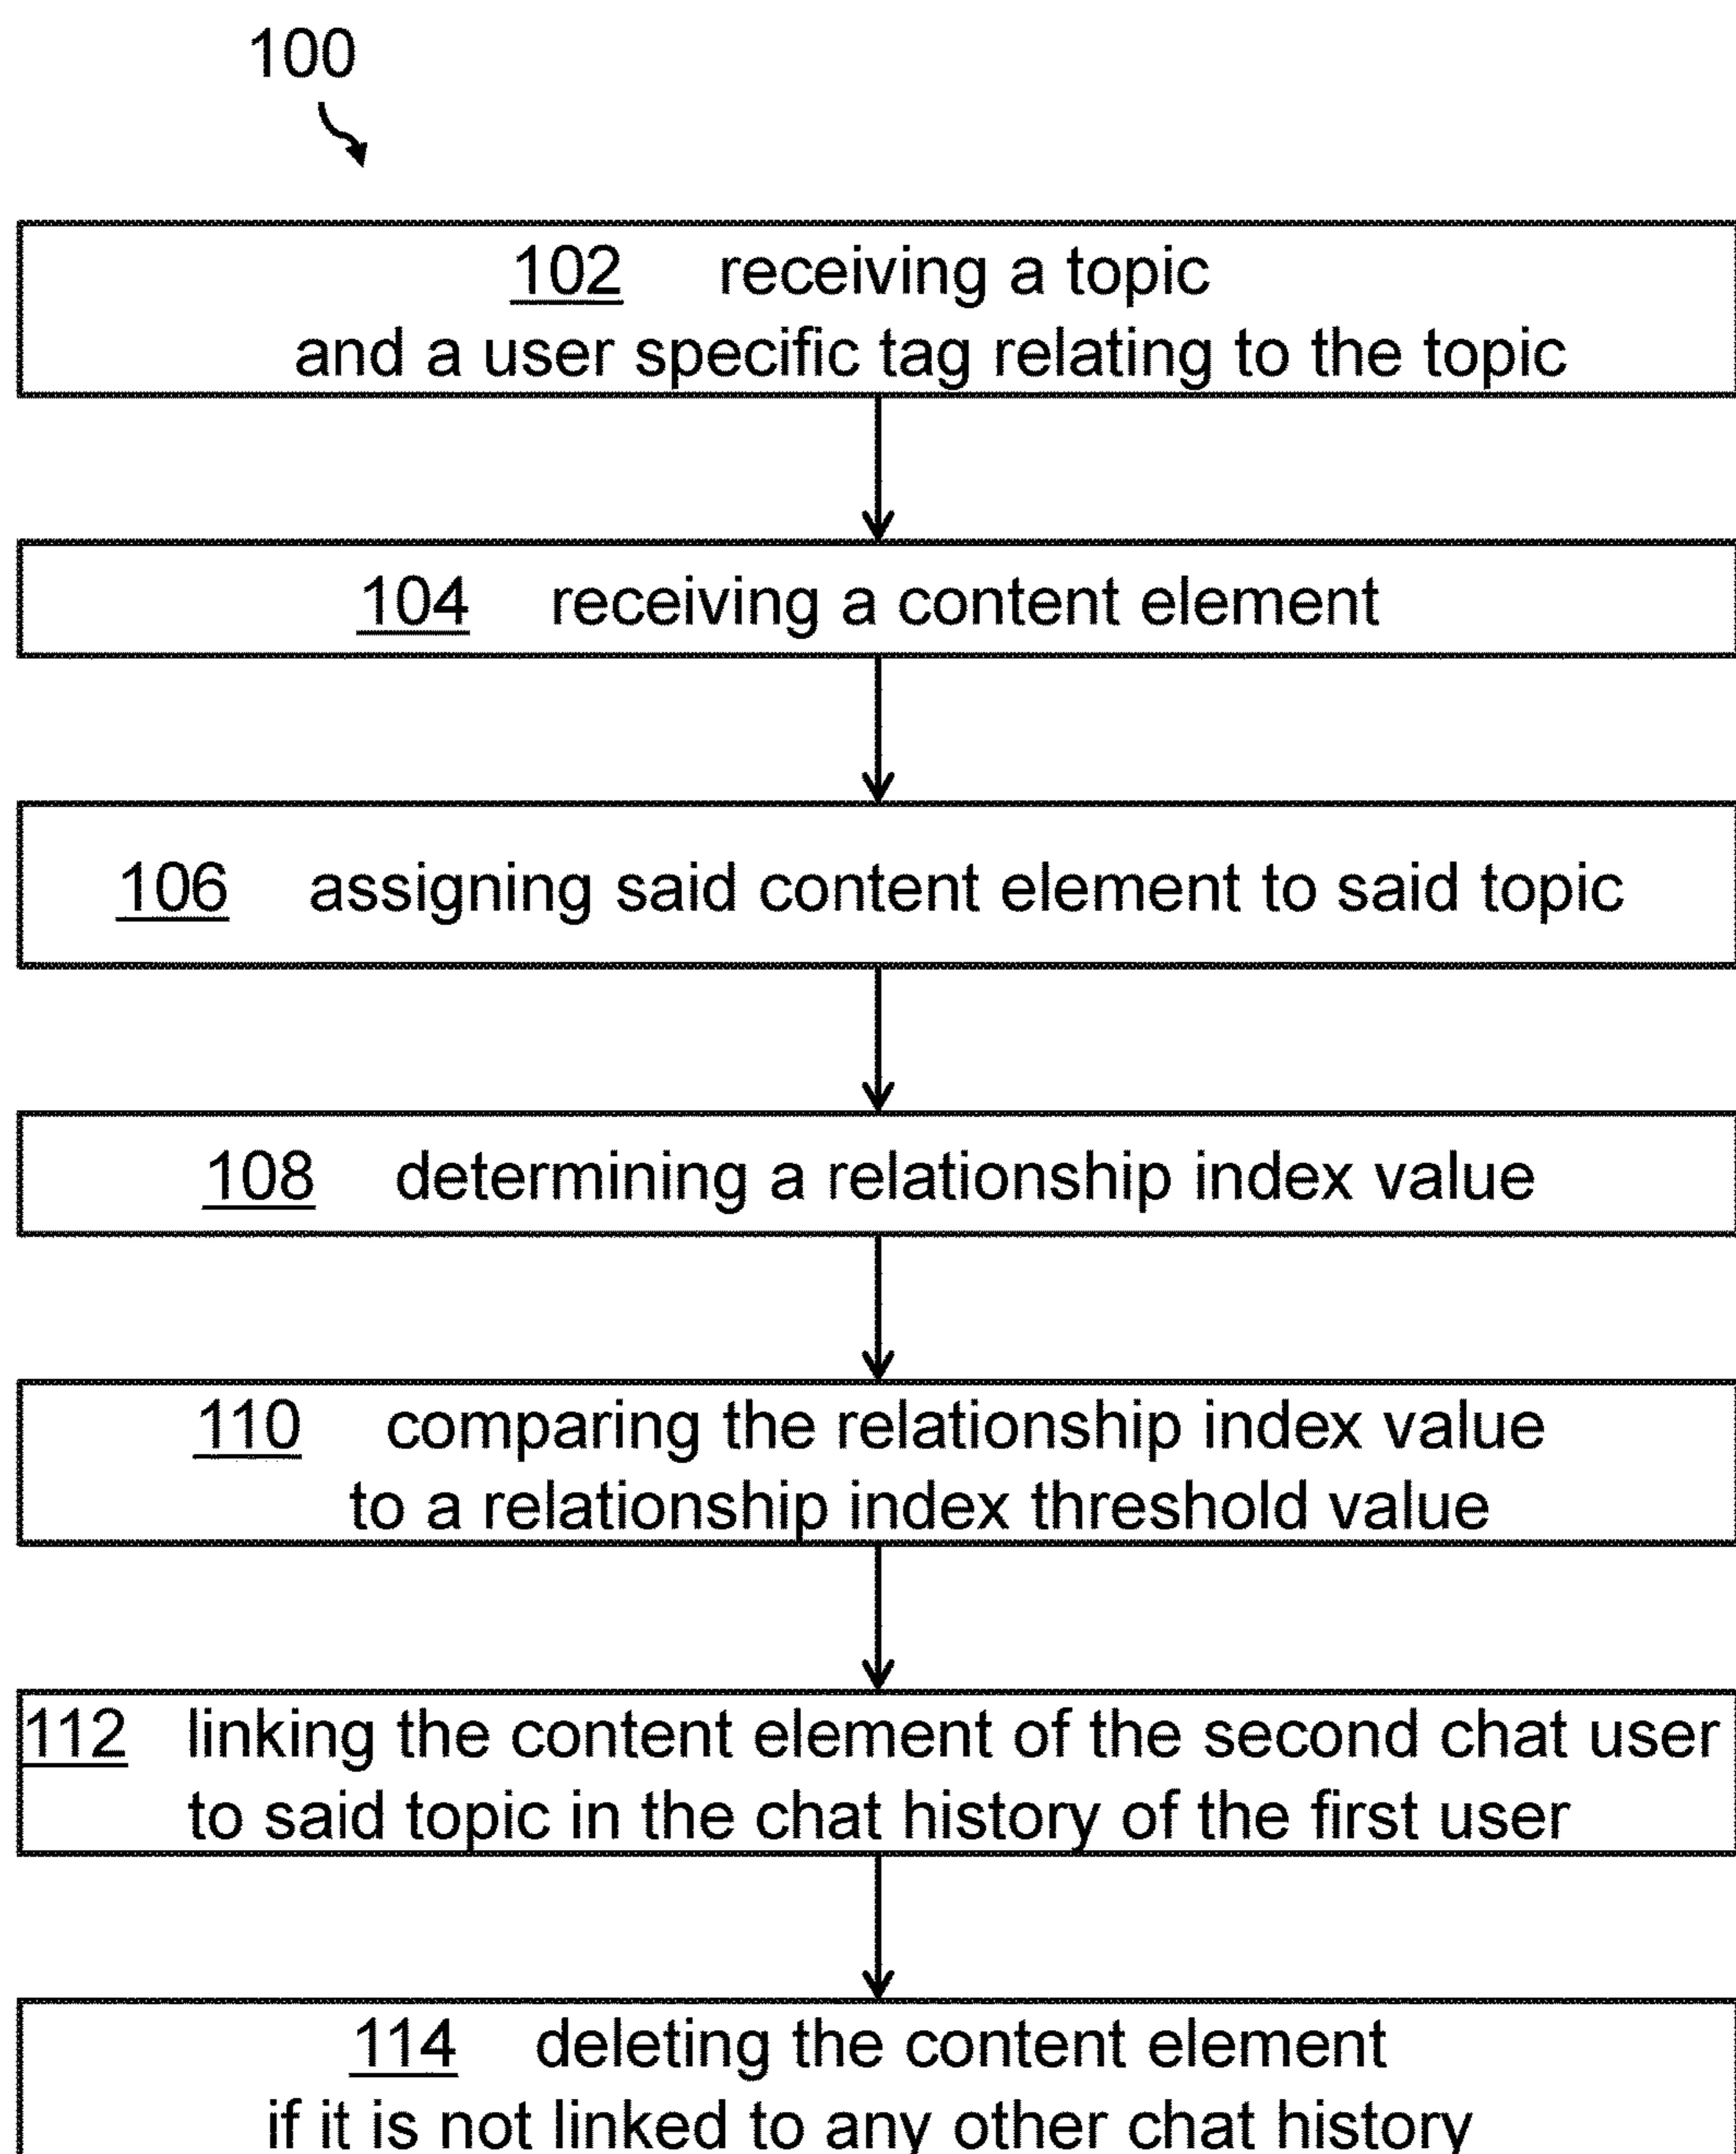 100
102 receiving a topic
and a user specific tag relating to the topic
104 receiving a content element
106 assigning said content element to said topic
108 determining a relationship index value
110 comparing the relationship index value
to a relationship index threshold value
112 linking the content element of the second chat user
to said topic in the chat history of the first user
114 deleting the content element
if it is not linked to any other chat history